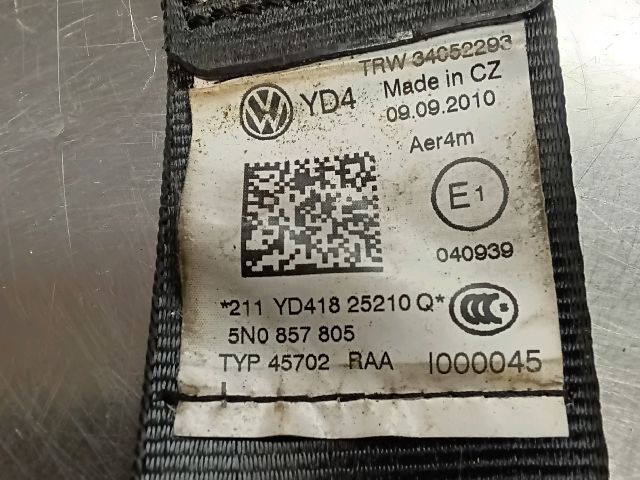 TRW 34052293
YD4 Made in CZ
09.09.2010
Aer4m
E1
040939
*211 YD418 25210 Q*
5N0 857 805
TYP 45702 RAA I000045